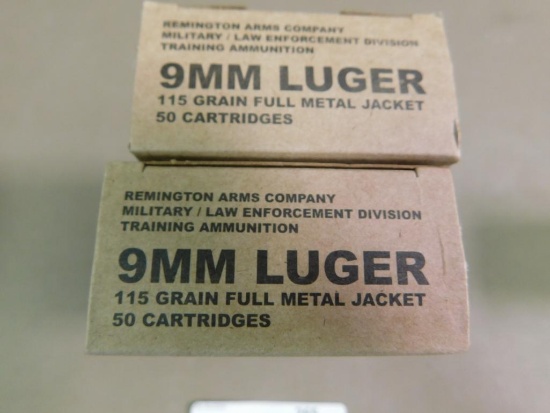 REMINGTON ARMS COMPANY
MILITARY / LAW ENFORCEMENT DIVISION
TRAINING AMMUNITION
9MM LUGER
115 GRAIN FULL METAL JACKET
50 CARTRIDGES
REMINGTON ARMS COMPANY
MILITARY / LAW ENFORCEMENT DIVISION
TRAINING AMMUNITION
9MM LUGER
115 GRAIN FULL METAL JACKET
50 CARTRIDGES